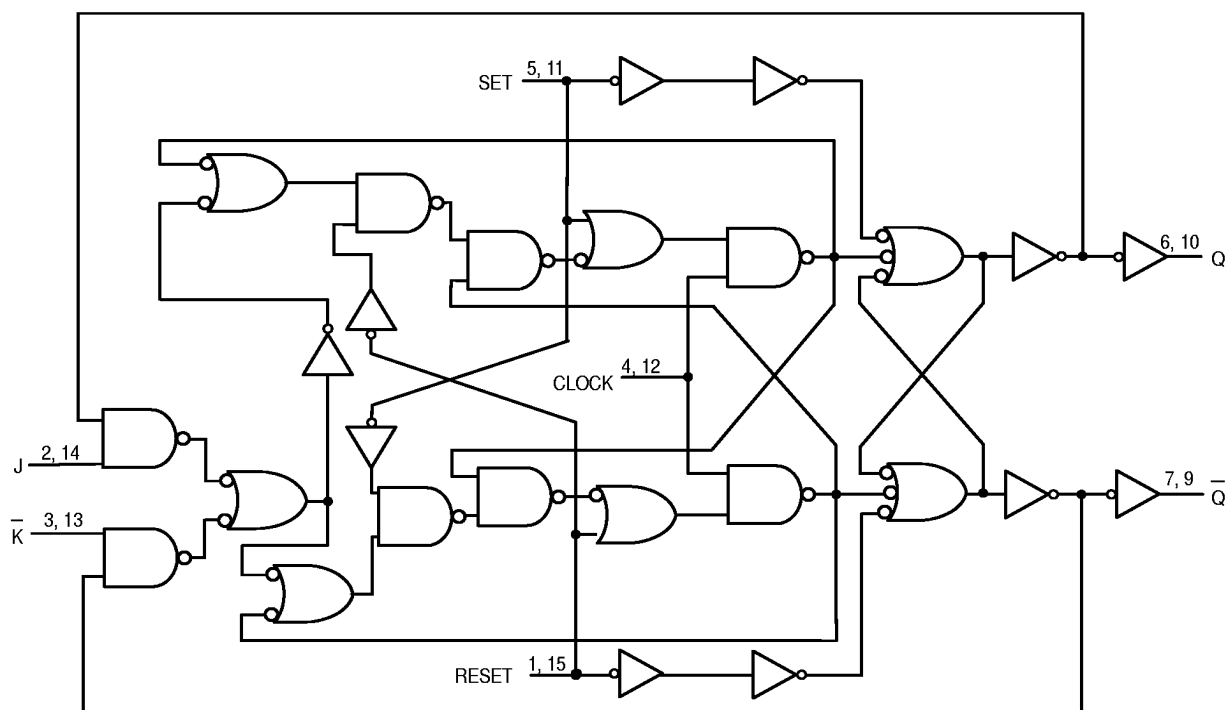 5, 11
SET
6, 10
Q
4, 12
CLOCK
2, 14
J
3, 13
K̅
7, 9
Q̅
1, 15
RESET